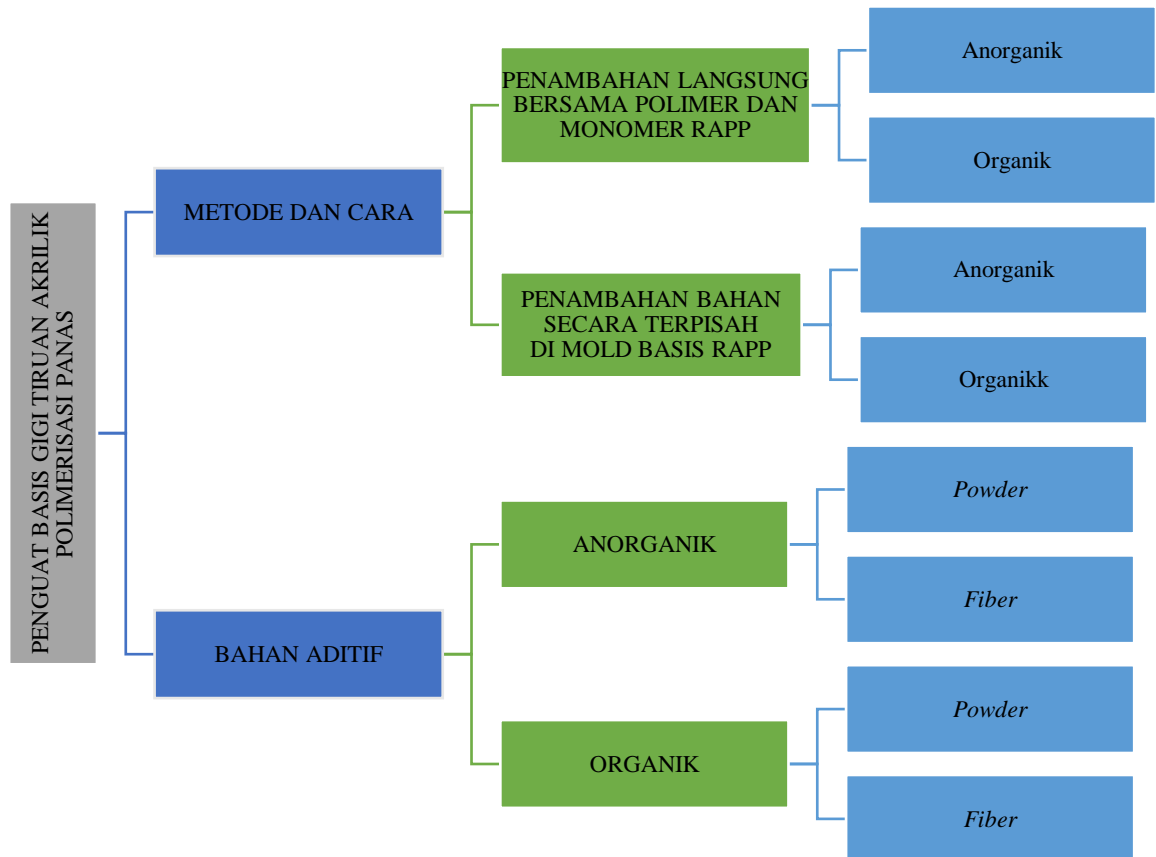 PENGUAT BASIS GIGI TIRUAN AKRILIK
POLIMERISASI PANAS
METODE DAN CARA
PENAMBAHAN LANGSUNG
BERSAMA POLIMER DAN
MONOMER RAPP
Anorganik
Organik
PENAMBAHAN BAHAN
SECARA TERPISAH
DI MOLD BASIS RAPP
Anorganik
Organikk
BAHAN ADITIF
ANORGANIK
Powder
Fiber
ORGANIK
Powder
Fiber